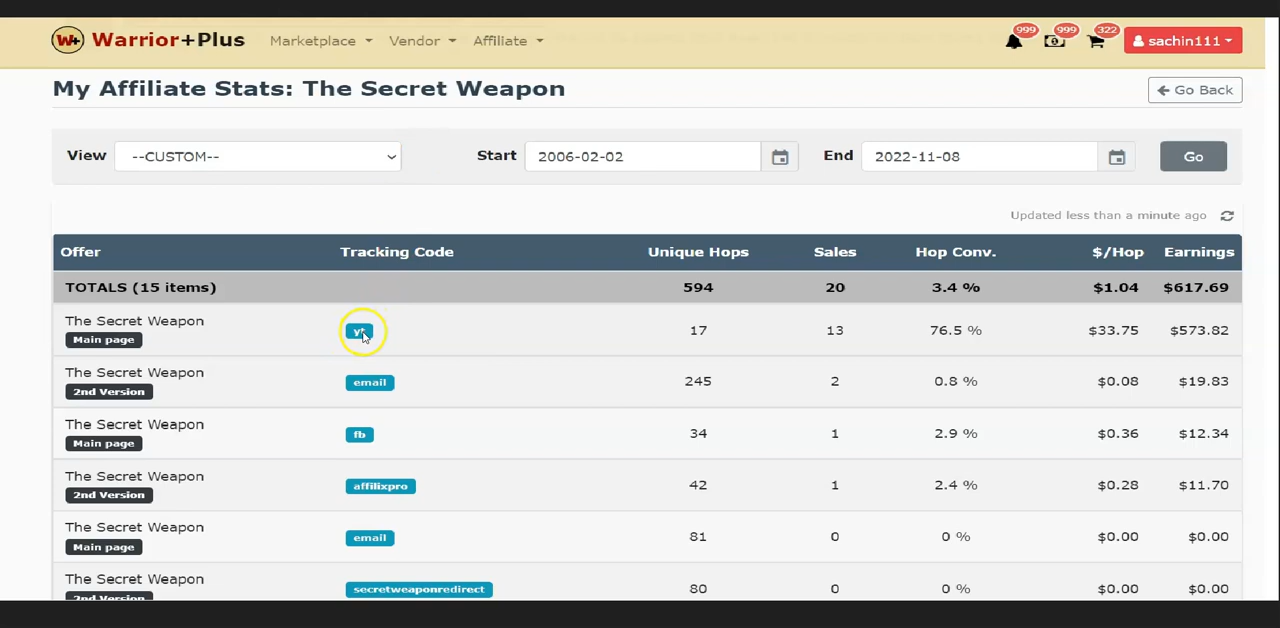 W+ Warrior+Plus Marketplace Vendor Affiliate 999 999 322 sachin111
My Affiliate Stats: The Secret Weapon Go Back
View --CUSTOM-- Start 2006-02-02 End 2022-11-08 Go
Updated less than a minute ago
Offer Tracking Code Unique Hops Sales Hop Conv. $/Hop Earnings
TOTALS (15 items) 594 20 3.4 % $1.04 $617.69
The Secret Weapon
Main page 17 13 76.5 % $33.75 $573.82
The Secret Weapon
2nd Version email 245 2 0.8 % $0.08 $19.83
The Secret Weapon
Main page fb 34 1 2.9 % $0.36 $12.34
The Secret Weapon
2nd Version affilixpro 42 1 2.4 % $0.28 $11.70
The Secret Weapon
Main page email 81 0 0 % $0.00 $0.00
The Secret Weapon
2nd Version secretweaponredirect 80 0 0 % $0.00 $0.00